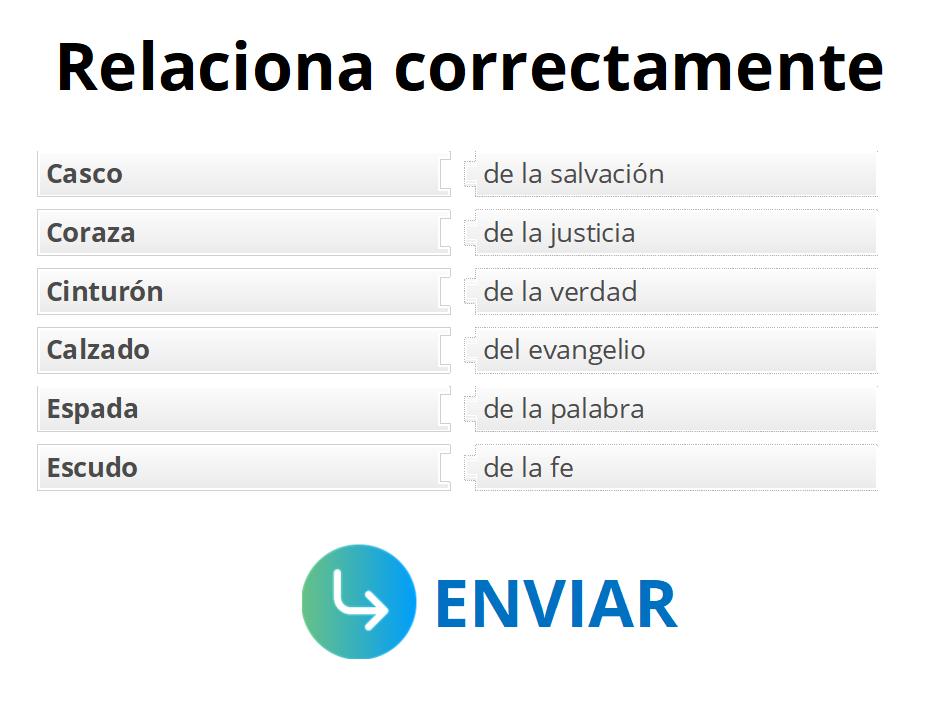 Relaciona correctamente
Casco de la salvación
Coraza de la justicia
Cinturón de la verdad
Calzado del evangelio
Espada de la palabra
Escudo de la fe
ENVIAR